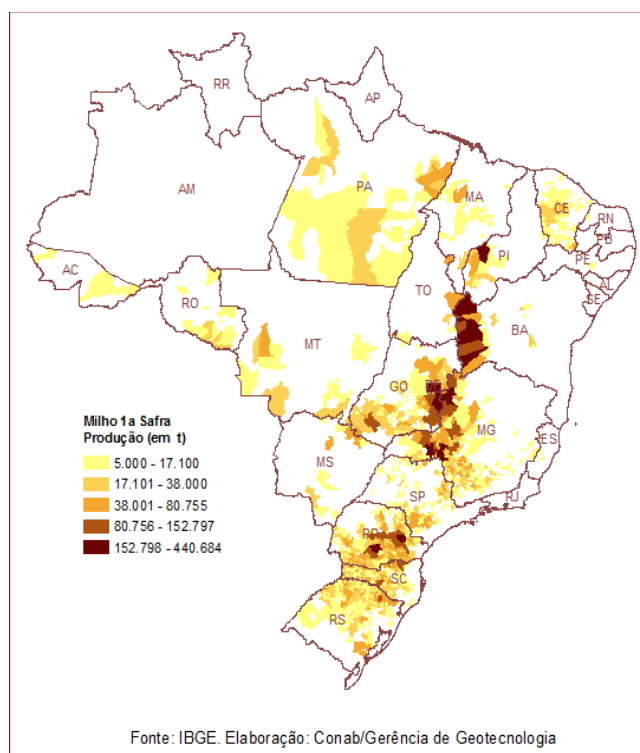 RR
AP
AM
PA
MA
CE
RN
PB
PE
AL
SE
PI
AC
RO
TO
BA
MT
GO
DF
MG
ES
MS
SP
RJ
PR
SC
RS
Milho 1a Safra
Produção (em t)
5.000 - 17.100
17.101 - 38.000
38.001 - 80.755
80.756 - 152.797
152.798 - 440.684
Fonte: IBGE. Elaboração: Conab/Gerência de Geotecnologia